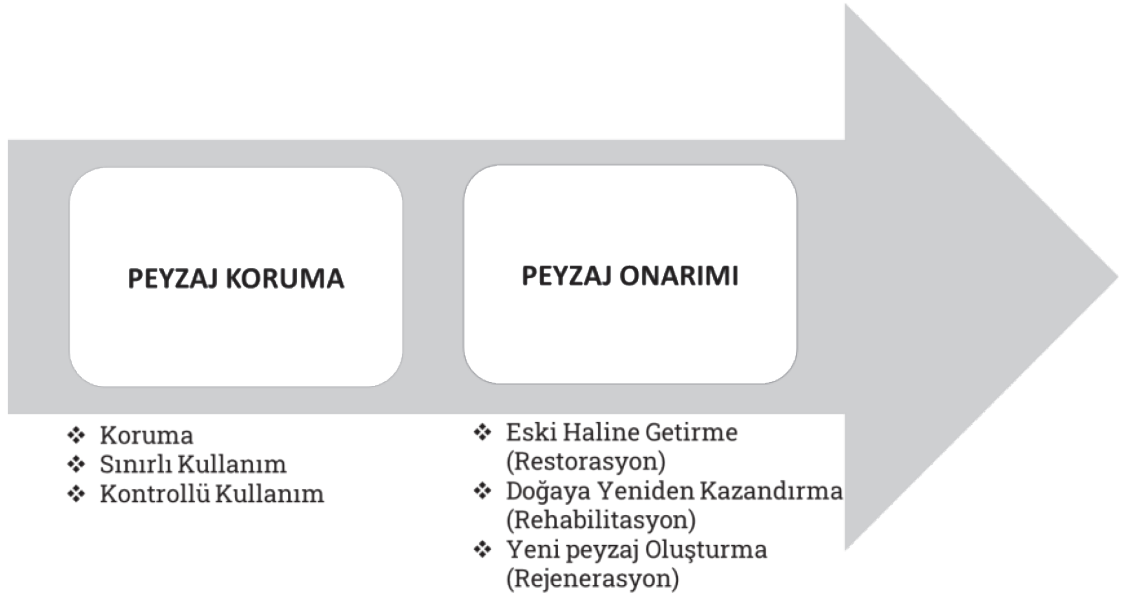 PEYZAJ KORUMA
❖ Koruma
❖ Sınırlı Kullanım
❖ Kontrollü Kullanım
PEYZAJ ONARIMI
❖ Eski Haline Getirme
(Restorasyon)
❖ Doğaya Yeniden Kazandırma
(Rehabilitasyon)
❖ Yeni peyzaj Oluşturma
(Rejenerasyon)